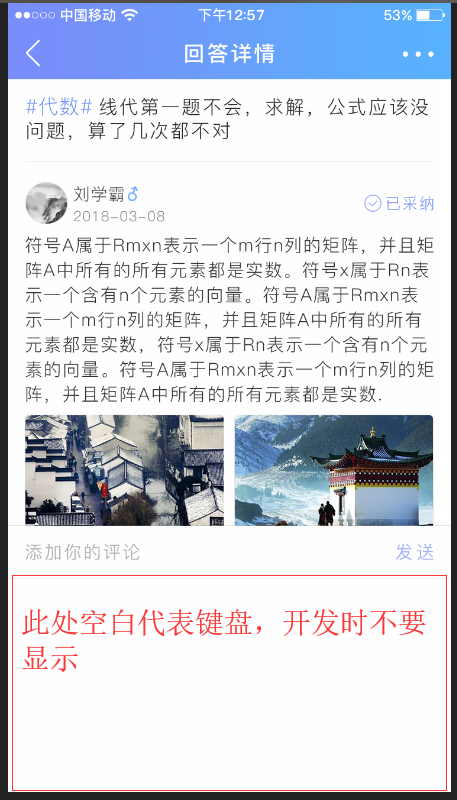 中国移动 下午12:57 53%
回答详情
#代数# 线代第一题不会，求解，公式应该没
问题，算了几次都不对
刘学霸♂
2018-03-08
已采纳
符号A属于Rmxn表示一个m行n列的矩阵，并且矩
阵A中所有的所有元素都是实数。符号x属于Rn表
示一个含有n个元素的向量。符号A属于Rmxn表
示一个m行n列的矩阵，并且矩阵A中所有的所有
元素都是实数，符号x属于Rn表示一个含有n个元
素的向量。符号A属于Rmxn表示一个m行n列的矩
阵，并且矩阵A中所有的所有元素都是实数.
添加你的评论 发送
此处空白代表键盘，开发时不要
显示